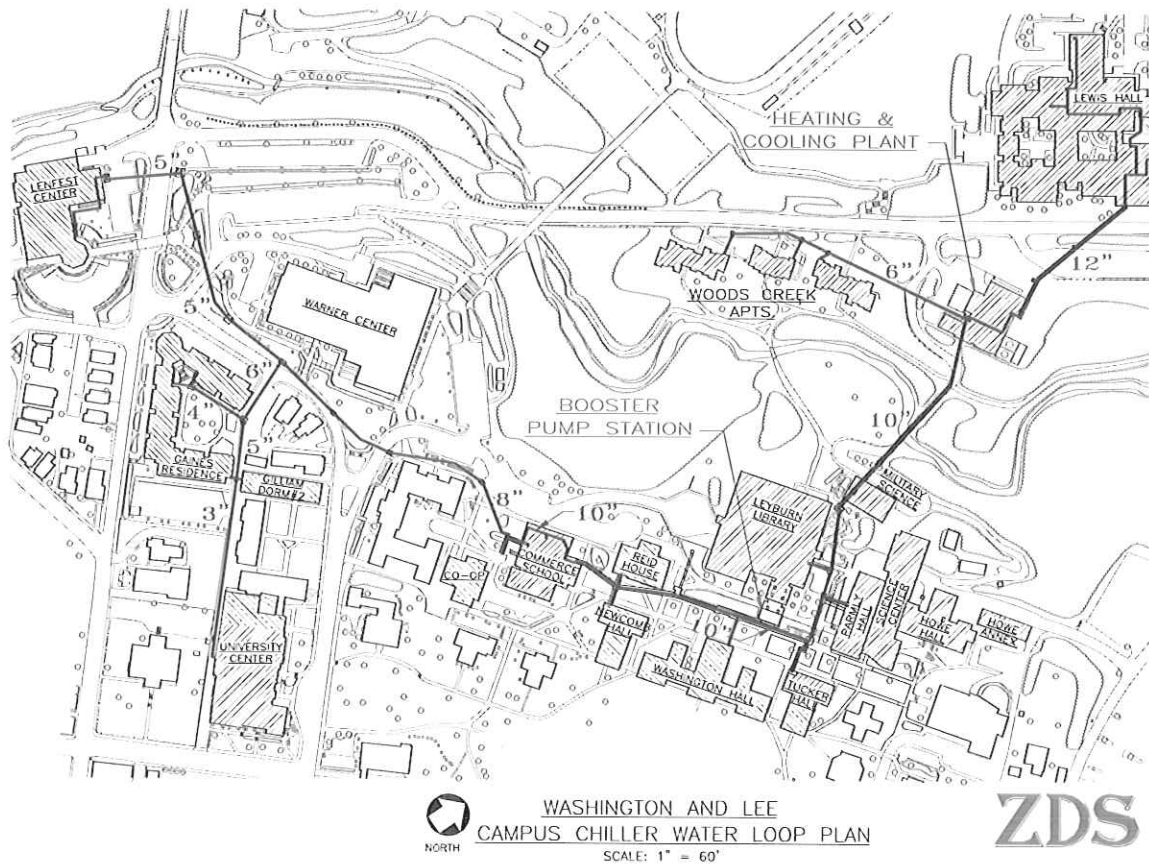 LEWIS HALL
HEATING &
COOLING PLANT
5"
LENFEST
CENTER
12"
6"
WOODS CREEK
APTS.
WARNER CENTER
5"
6"
4"
5"
BOOSTER
PUMP STATION
10"
GAINES
RESIDENCE
GILLIAM
DORM#2
MILITARY
SCIENCE
LEYBURN
LIBRARY
3"
8"
10"
COMMERCE
SCHOOL
CO-OP
REID
HOUSE
NEWCOMB
HALL
PARMLY
HALL
SCIENCE
CENTER
HOWE
HALL
HOWE
ANNEX
UNIVERSITY
CENTER
WASHINGTON HALL
TUCKER
HALL
NORTH
WASHINGTON AND LEE
CAMPUS CHILLER WATER LOOP PLAN
SCALE: 1" = 60'
ZDS